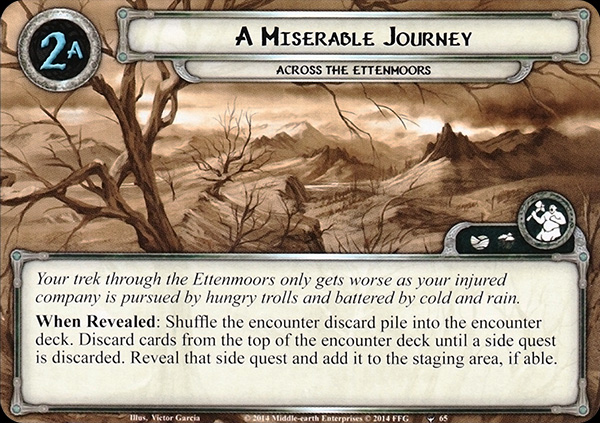 2A
A Miserable Journey
Across the Ettenmoors
Your trek through the Ettenmoors only gets worse as your injured
company is pursued by hungry trolls and battered by cold and rain.
When Revealed: Shuffle the encounter discard pile into the encounter
deck. Discard cards from the top of the encounter deck until a side quest
is discarded. Reveal that side quest and add it to the staging area, if able.
Illus. Victor Garcia © 2014 Middle-earth Enterprises © 2014 FFG 65